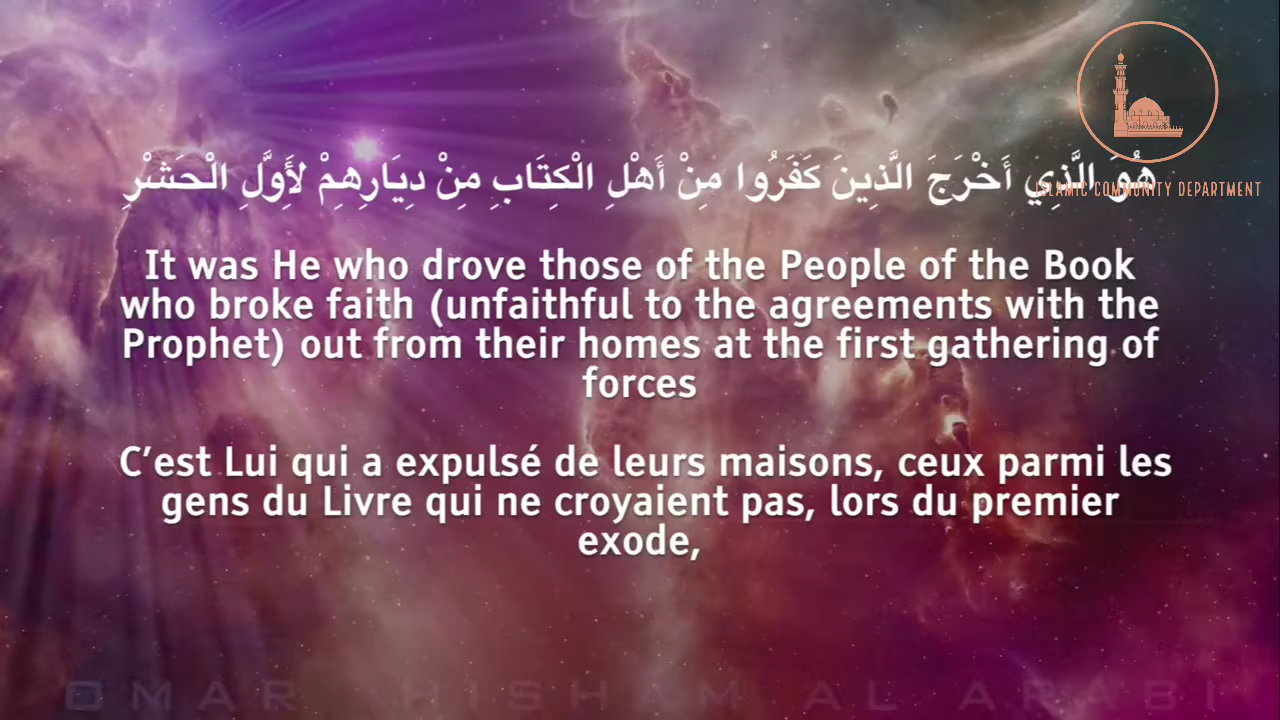 هُوَ الَّذِي أَخْرَجَ الَّذِينَ كَفَرُوا مِنْ أَهْلِ الْكِتَابِ مِنْ دِيَارِهِمْ لأَوَّلِ الْحَشْرِ
ISLAMIC COMMUNITY DEPARTMENT
It was He who drove those of the People of the Book
who broke faith (unfaithful to the agreements with the
Prophet) out from their homes at the first gathering of
forces
C’est Lui qui a expulsé de leurs maisons, ceux parmi les
gens du Livre qui ne croyaient pas, lors du premier
exode,
OMAR HISHAM AL ARABI